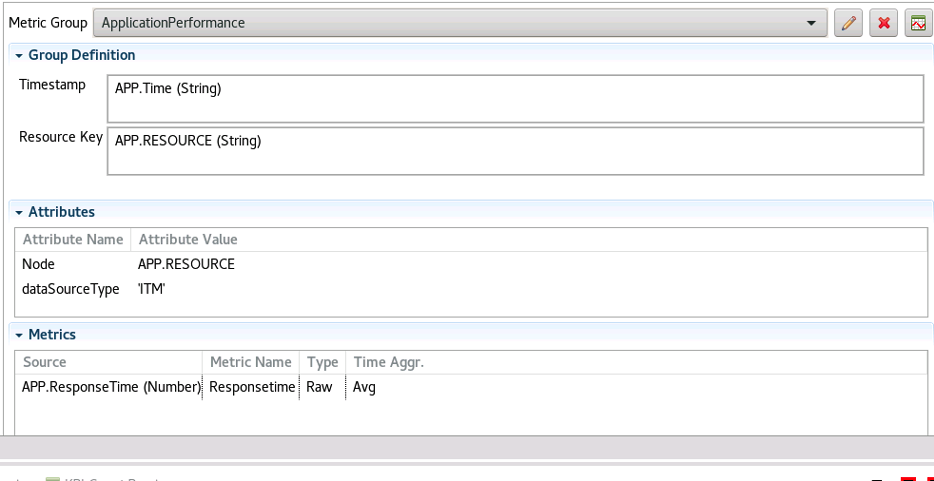 Metric Group ApplicationPerformance
Group Definition
Timestamp APP.Time (String)
Resource Key APP.RESOURCE (String)
Attributes
Attribute Name Attribute Value
Node APP.RESOURCE
dataSourceType 'ITM'
Metrics
Source Metric Name Type Time Aggr.
APP.ResponseTime (Number) Responsetime Raw Avg